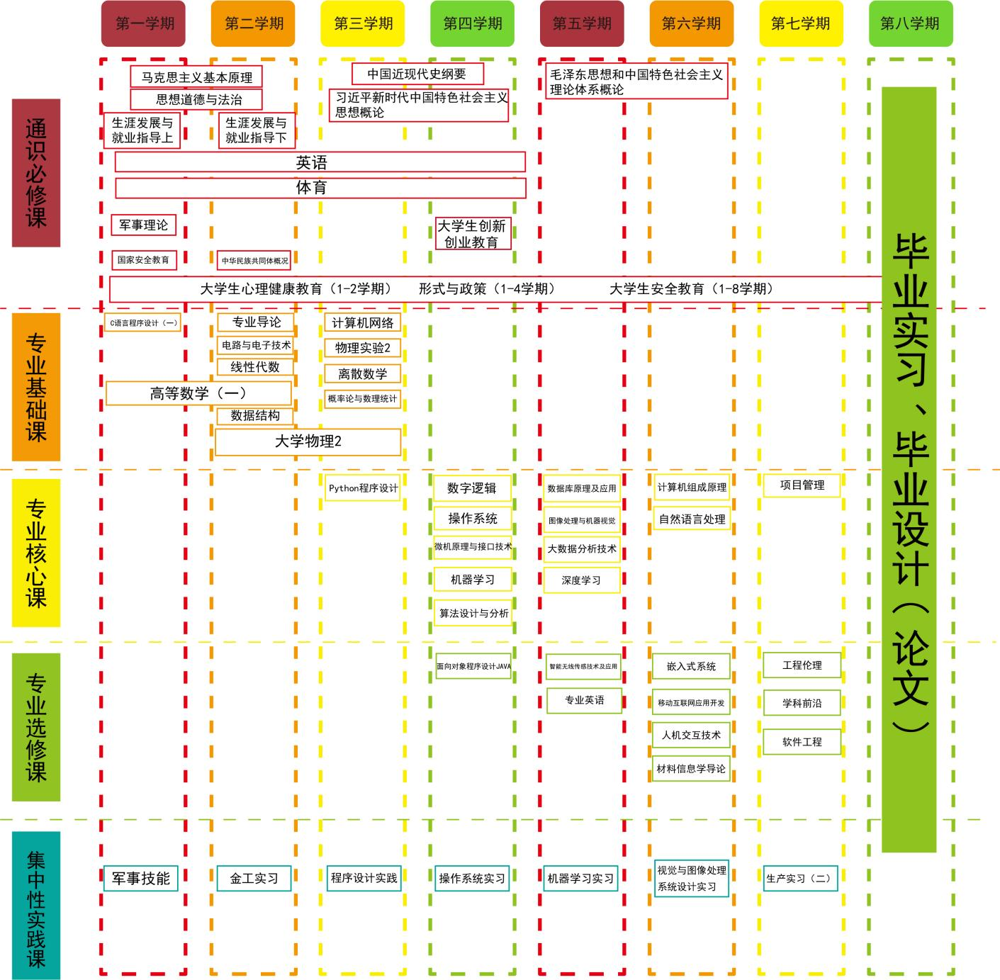 第一学期
第二学期
第三学期
第四学期
第五学期
第六学期
第七学期
第八学期
通识必修课
马克思主义基本原理
思想道德与法治
生涯发展与
就业指导上
生涯发展与
就业指导下
中国近现代史纲要
习近平新时代中国特色社会主义
思想概论
毛泽东思想和中国特色社会主义
理论体系概论
英语
体育
军事理论
大学生创新
创业教育
国家安全教育
中华民族共同体概况
大学生心理健康教育（1-2学期）
形式与政策（1-4学期）
大学生安全教育（1-8学期）
专业基础课
C语言程序设计（一）
专业导论
电路与电子技术
线性代数
高等数学（一）
数据结构
大学物理2
计算机网络
物理实验2
离散数学
概率论与数理统计
专业核心课
Python程序设计
数字逻辑
操作系统
微机原理与接口技术
机器学习
算法设计与分析
数据库原理及应用
图像处理与机器视觉
大数据分析技术
深度学习
计算机组成原理
自然语言处理
项目管理
专业选修课
面向对象程序设计JAVA
智能无线传感技术及应用
专业英语
嵌入式系统
移动互联网应用开发
人机交互技术
材料信息学导论
工程伦理
学科前沿
软件工程
集中性实践课
军事技能
金工实习
程序设计实践
操作系统实习
机器学习实习
视觉与图像处理
系统设计实习
生产实习（二）
毕业实习、毕业设计（论文）